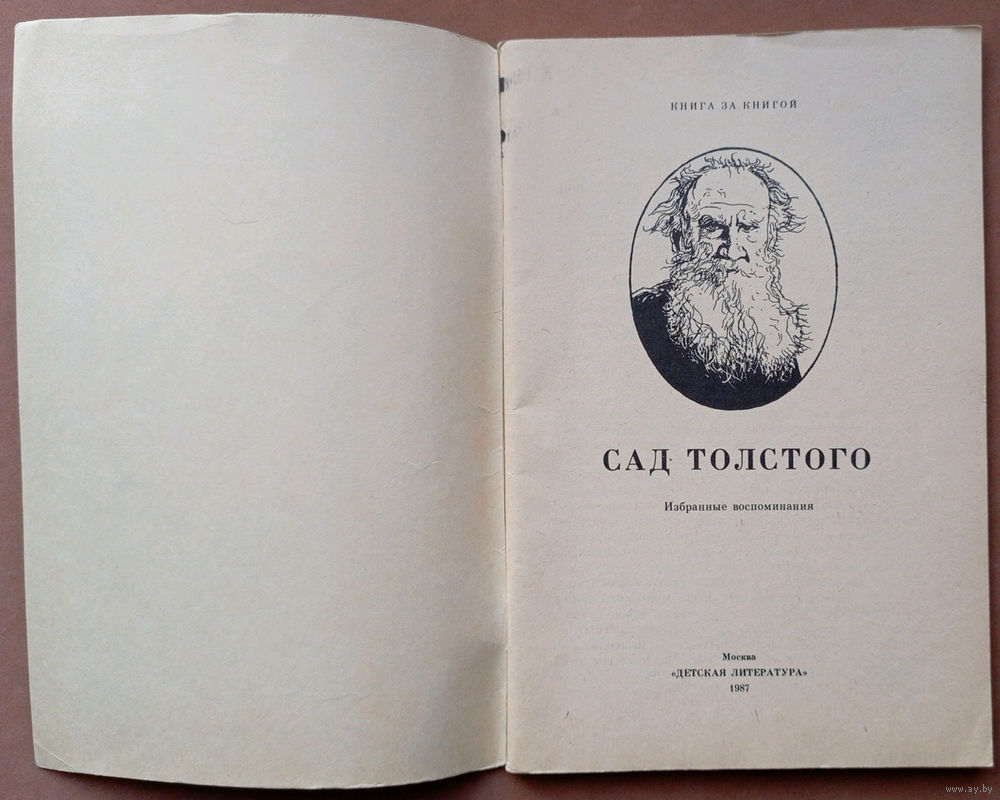 КНИГА ЗА КНИГОЙ
САД ТОЛСТОГО
Избранные воспоминания
Москва
«ДЕТСКАЯ ЛИТЕРАТУРА»
1987
www.ay.by